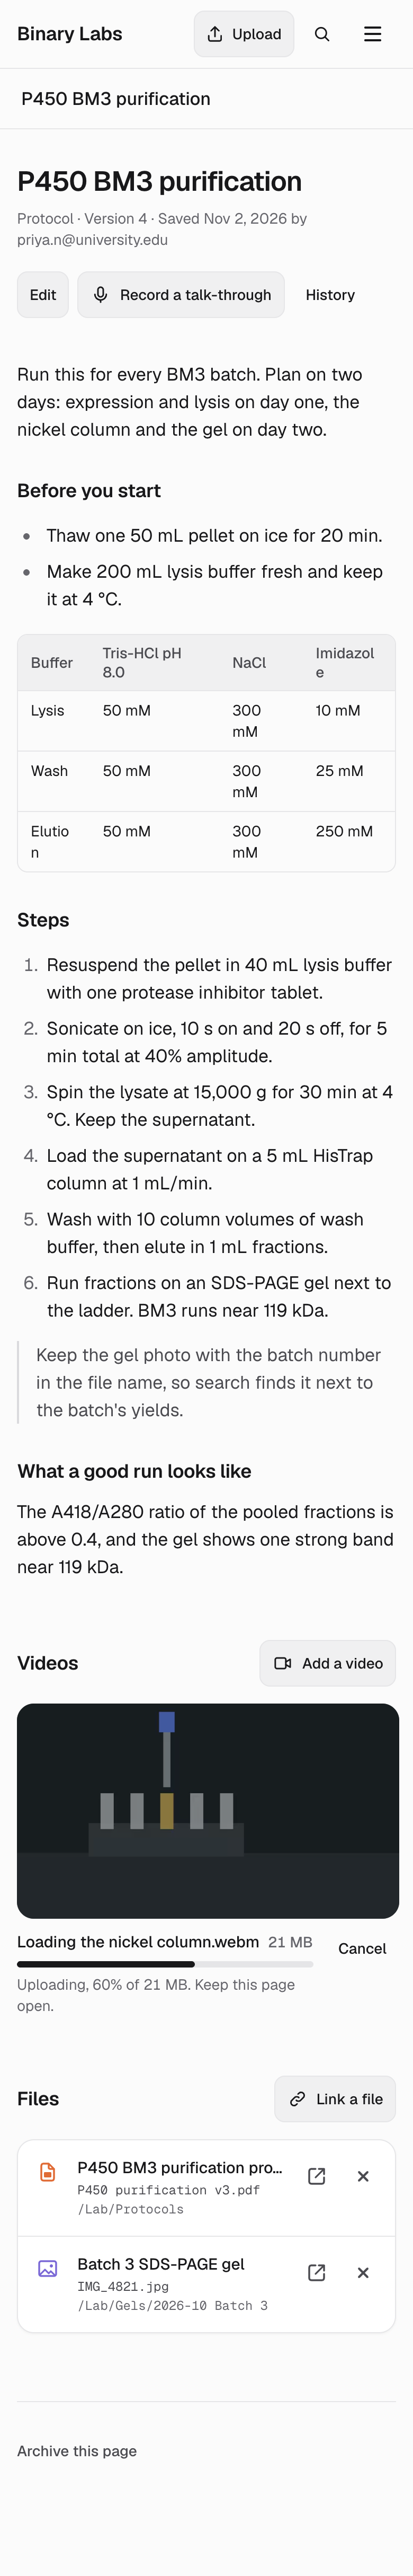 Binary Labs
Upload
P450 BM3 purification
P450 BM3 purification
Protocol · Version 4 · Saved Nov 2, 2026 by
priya.n@university.edu
Edit
Record a talk-through
History
Run this for every BM3 batch. Plan on two
days: expression and lysis on day one, the
nickel column and the gel on day two.
Before you start
• Thaw one 50 mL pellet on ice for 20 min.
• Make 200 mL lysis buffer fresh and keep
it at 4 °C.
Buffer Tris-HCl pH 8.0 NaCl Imidazole
Lysis 50 mM 300 mM 10 mM
Wash 50 mM 300 mM 25 mM
Elution 50 mM 300 mM 250 mM
Steps
1. Resuspend the pellet in 40 mL lysis buffer
with one protease inhibitor tablet.
2. Sonicate on ice, 10 s on and 20 s off, for 5
min total at 40% amplitude.
3. Spin the lysate at 15,000 g for 30 min at 4
°C. Keep the supernatant.
4. Load the supernatant on a 5 mL HisTrap
column at 1 mL/min.
5. Wash with 10 column volumes of wash
buffer, then elute in 1 mL fractions.
6. Run fractions on an SDS-PAGE gel next to
the ladder. BM3 runs near 119 kDa.
Keep the gel photo with the batch number
in the file name, so search finds it next to
the batch's yields.
What a good run looks like
The A418/A280 ratio of the pooled fractions is
above 0.4, and the gel shows one strong band
near 119 kDa.
Videos
Add a video
Loading the nickel column.webm 21 MB
Cancel
Uploading, 60% of 21 MB. Keep this page
open.
Files
Link a file
P450 BM3 purification pro...
P450 purification v3.pdf
/Lab/Protocols
Batch 3 SDS-PAGE gel
IMG_4821.jpg
/Lab/Gels/2026-10 Batch 3
Archive this page